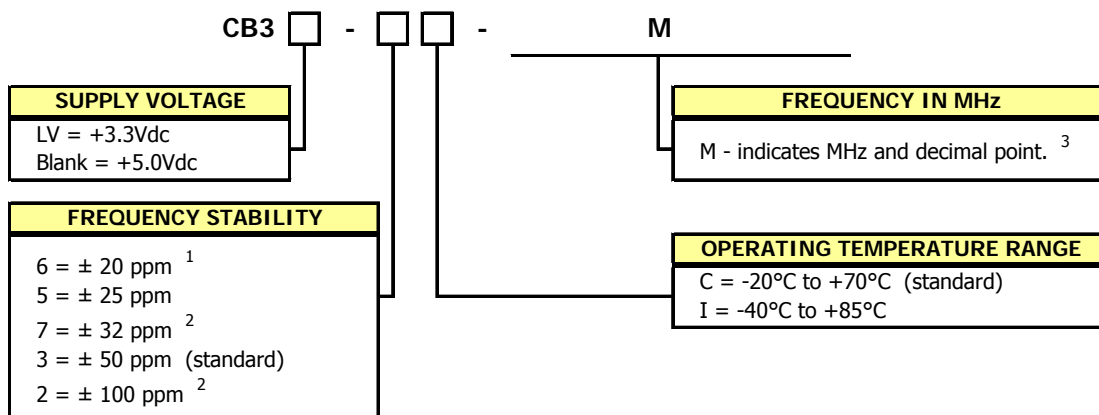 CB3 - - M
SUPPLY VOLTAGE
LV = +3.3Vdc
Blank = +5.0Vdc
FREQUENCY IN MHz
M - indicates MHz and decimal point. 3
FREQUENCY STABILITY
6 = ± 20 ppm 1
5 = ± 25 ppm
7 = ± 32 ppm 2
3 = ± 50 ppm (standard)
2 = ± 100 ppm 2
OPERATING TEMPERATURE RANGE
C = -20°C to +70°C (standard)
I = -40°C to +85°C